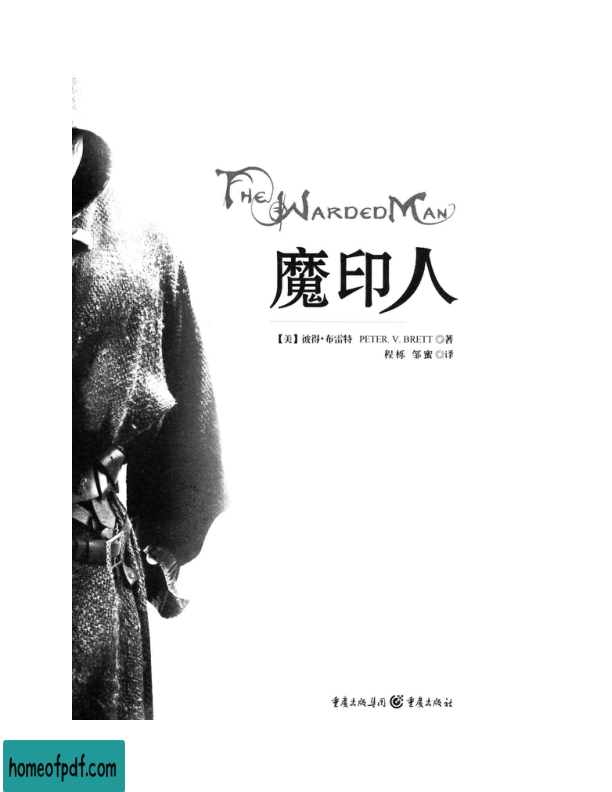 THE WARDED MAN
魔印人
【美】彼得·布雷特 PETER. V. BRETT ◎著
程栎 邹蜜 ◎译
重庆出版集团 重庆出版社
homeofpdf.com